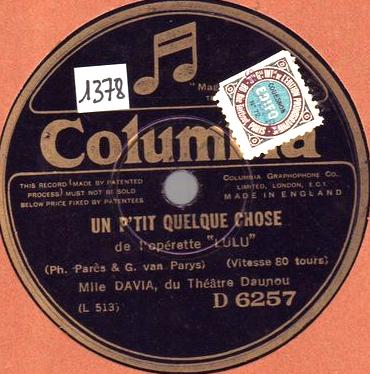 1378
EDIFO
Columbia
THIS RECORD (MADE BY PATENTED
PROCESS) MUST NOT BE SOLD
BELOW PRICE FIXED BY PATENTEES
COLUMBIA GRAPHOPHONE CO.
LIMITED, LONDON, E.C.1.
MADE IN ENGLAND
UN P'TIT QUELQUE CHOSE
de l'opérette "LULU"
(Ph. Parès & G. van Parys) (Vitesse 80 tours)
Mlle DAVIA, du Théâtre Daunou
(L 513) D 6257